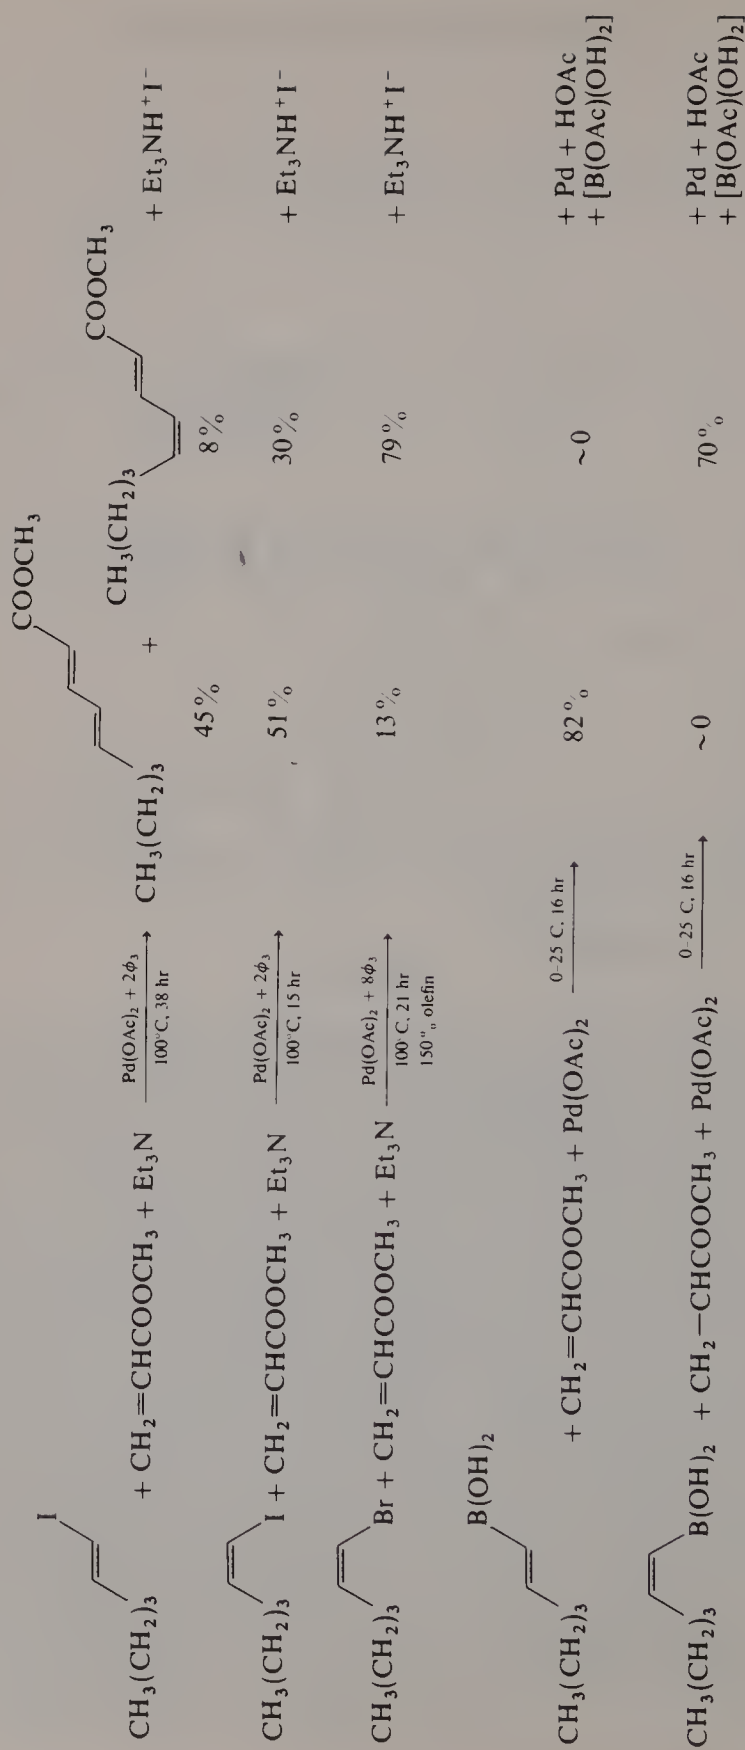 COOCH₃ COOCH₃
I
CH₃(CH₂)₃ + CH₂=CHCOOCH₃ + Et₃N Pd(OAc)₂ + 2ϕ₃ 100°C, 38 hr CH₃(CH₂)₃ + CH₃(CH₂)₃ + Et₃NH⁺I⁻
45% 8%
CH₃(CH₂)₃ I + CH₂=CHCOOCH₃ + Et₃N Pd(OAc)₂ + 2ϕ₃ 100°C, 15 hr 51% 30% + Et₃NH⁺I⁻
CH₃(CH₂)₃ Br + CH₂=CHCOOCH₃ + Et₃N Pd(OAc)₂ + 8ϕ₃ 100°C, 21 hr 150% olefin 13% 79% + Et₃NH⁺I⁻
B(OH)₂
CH₃(CH₂)₃ + CH₂=CHCOOCH₃ + Pd(OAc)₂ 0-25 C, 16 hr 82% ~0 + Pd + HOAc
+ [B(OAc)(OH)₂]
CH₃(CH₂)₃ B(OH)₂ + CH₂—CHCOOCH₃ + Pd(OAc)₂ 0-25 C, 16 hr ~0 70% + Pd + HOAc
+ [B(OAc)(OH)₂]